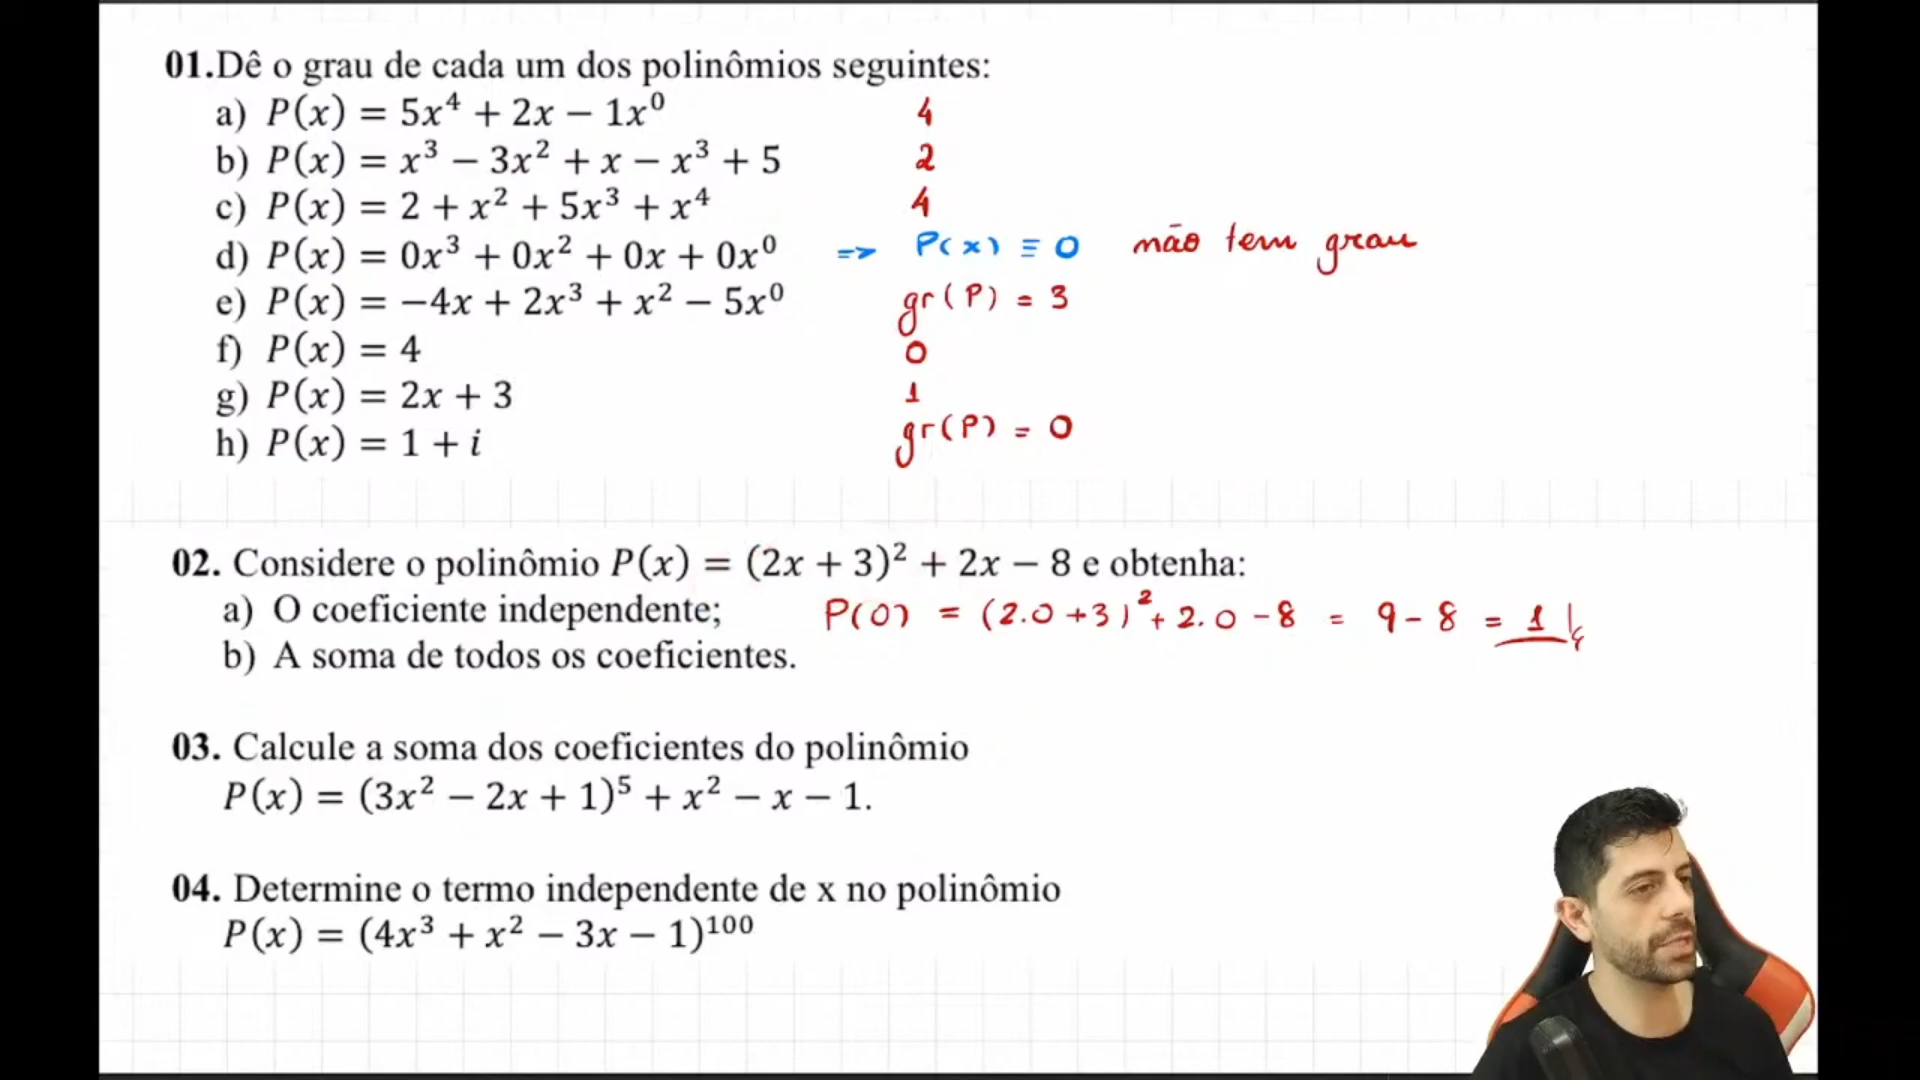 01.Dê o grau de cada um dos polinômios seguintes:
a) P(x) = 5x⁴ + 2x − 1x⁰ 4
b) P(x) = x³ − 3x² + x − x³ + 5 2
c) P(x) = 2 + x² + 5x³ + x⁴ 4
d) P(x) = 0x³ + 0x² + 0x + 0x⁰ => P(x) ≡ 0 não tem grau
e) P(x) = −4x + 2x³ + x² − 5x⁰ gr(P) = 3
f) P(x) = 4 0
g) P(x) = 2x + 3 1
h) P(x) = 1 + i gr(P) = 0
02. Considere o polinômio P(x) = (2x + 3)² + 2x − 8 e obtenha:
a) O coeficiente independente; P(0) = (2.0 + 3)² + 2.0 − 8 = 9 − 8 = 1
b) A soma de todos os coeficientes.
03. Calcule a soma dos coeficientes do polinômio
P(x) = (3x² − 2x + 1)⁵ + x² − x − 1.
04. Determine o termo independente de x no polinômio
P(x) = (4x³ + x² − 3x − 1)¹⁰⁰